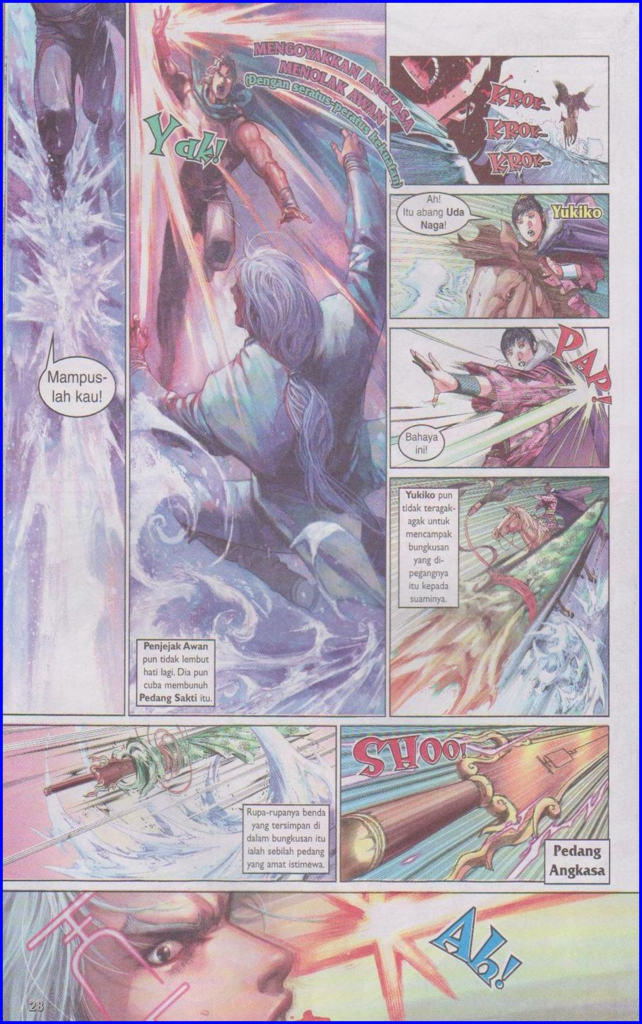 Mampus-
lah kau!
MENGOYAKKAN ANGKASA
MENOLAK AWAN
(Dengan seratus-peratus kekuatan)
Yak!
Penjejak Awan
pun tidak lembut
hati lagi. Dia pun
cuba membunuh
Pedang Sakti itu.
KROK-
KROK-
KROK-
Ah!
Itu abang Uda
Naga!
Yukiko
PAP!
Bahaya
ini!
Yukiko pun
tidak teragak-
agak untuk
mencampak
bungkusan
yang di-
pegangnya
itu kepada
suaminya.
Rupa-rupanya benda
yang tersimpan di
dalam bungkusan itu
ialah sebilah pedang
yang amat istimewa.
SHOO!
Pedang
Angkasa
Ah!
28